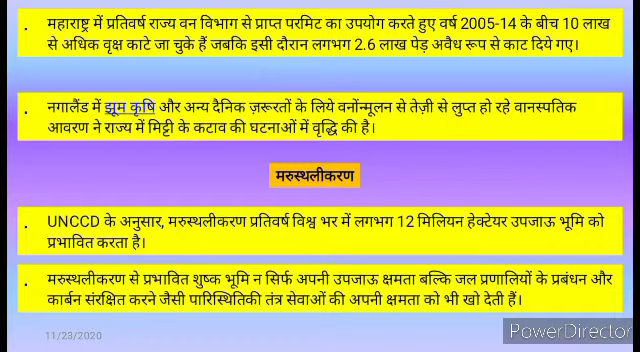 . महाराष्ट्र में प्रतिवर्ष राज्य वन विभाग से प्राप्त परमिट का उपयोग करते हुए वर्ष 2005-14 के बीच 10 लाख
से अधिक वृक्ष काटे जा चुके हैं जबकि इसी दौरान लगभग 2.6 लाख पेड़ अवैध रूप से काट दिये गए।
. नगालैंड में झूम कृषि और अन्य दैनिक ज़रूरतों के लिये वनोंन्मूलन से तेज़ी से लुप्त हो रहे वानस्पतिक
आवरण ने राज्य में मिट्टी के कटाव की घटनाओं में वृद्धि की है।
मरुस्थलीकरण
. UNCCD के अनुसार, मरुस्थलीकरण प्रतिवर्ष विश्व भर में लगभग 12 मिलियन हेक्टेयर उपजाऊ भूमि को
प्रभावित करता है।
. मरुस्थलीकरण से प्रभावित शुष्क भूमि न सिर्फ अपनी उपजाऊ क्षमता बल्कि जल प्रणालियों के प्रबंधन और
कार्बन संरक्षित करने जैसी पारिस्थितिकी तंत्र सेवाओं की अपनी क्षमता को भी खो देती हैं।
11/23/2020
PowerDirector